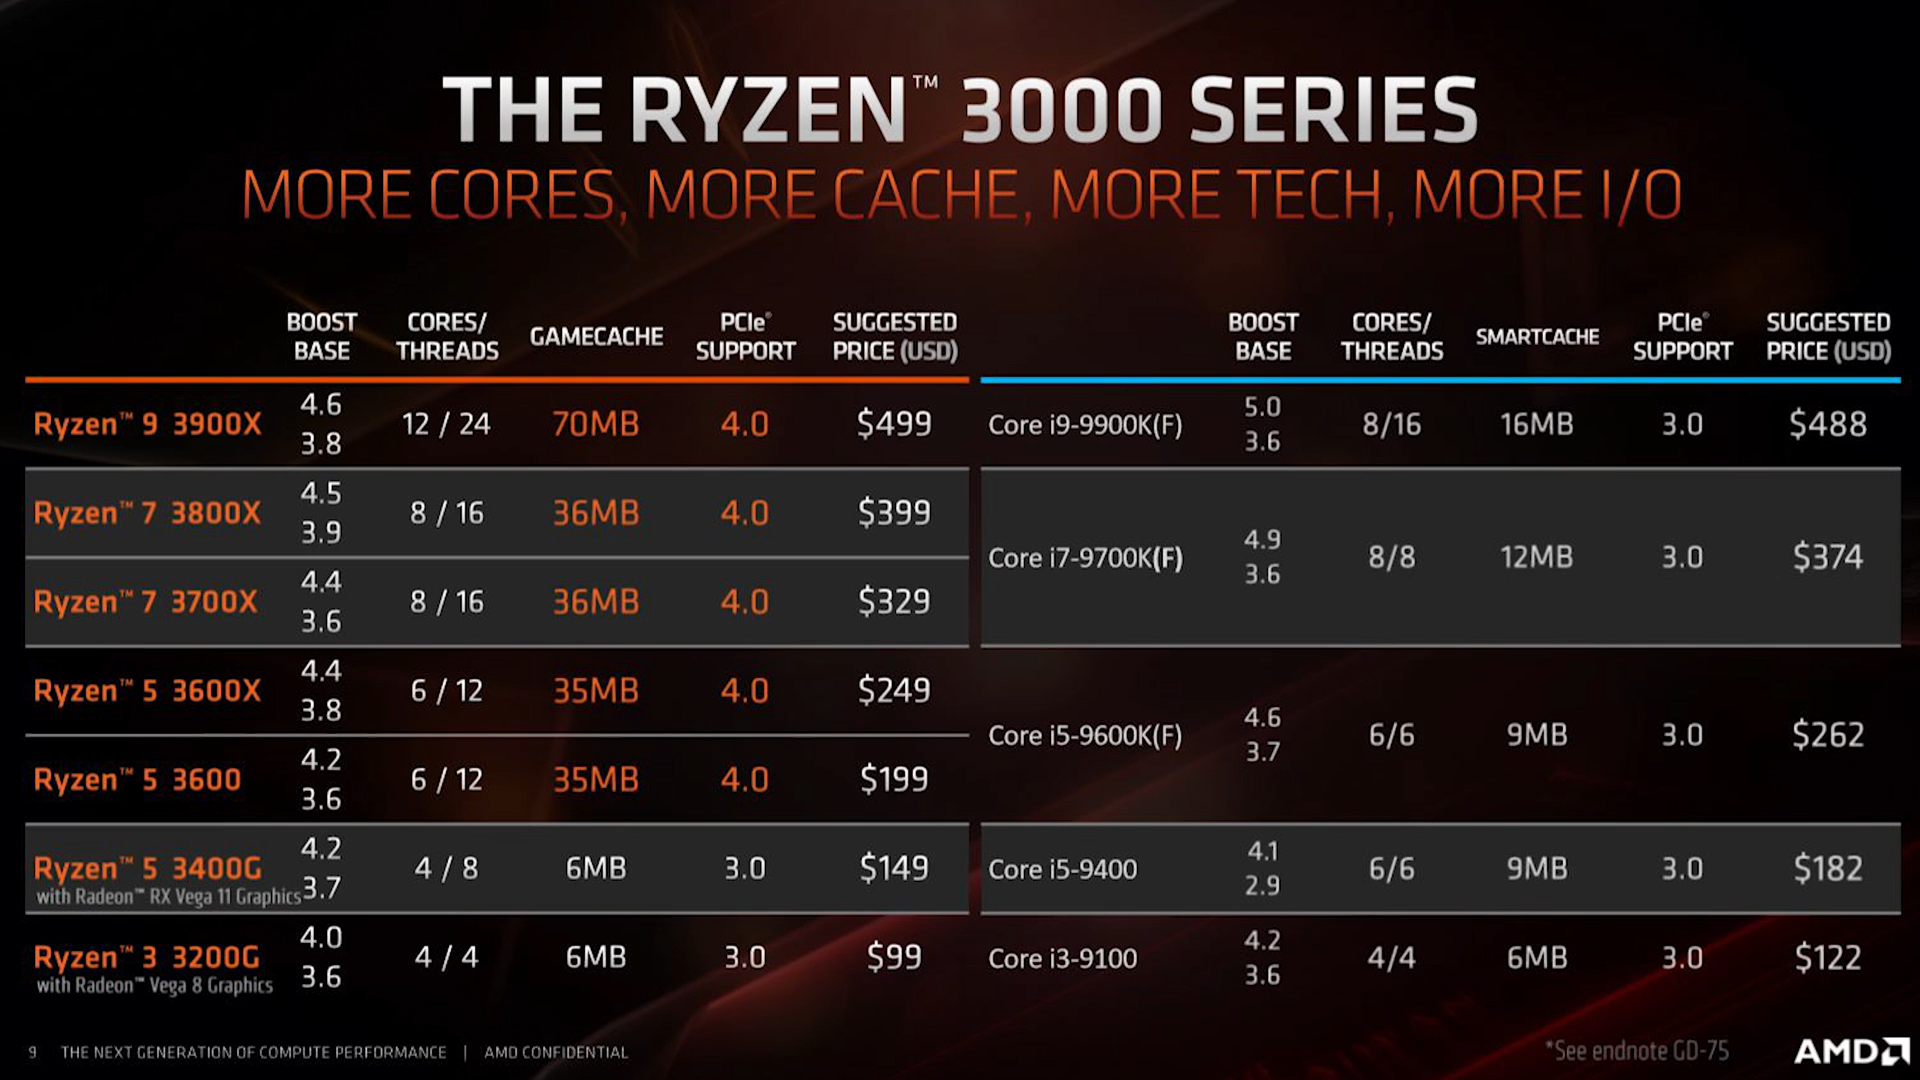 THE RYZEN™ 3000 SERIES
MORE CORES, MORE CACHE, MORE TECH, MORE I/O
BOOST BASE CORES/ THREADS GAMECACHE PCIe® SUPPORT SUGGESTED PRICE (USD)
Ryzen™ 9 3900X 4.6 3.8 12 / 24 70MB 4.0 $499
Ryzen™ 7 3800X 4.5 3.9 8 / 16 36MB 4.0 $399
Ryzen™ 7 3700X 4.4 3.6 8 / 16 36MB 4.0 $329
Ryzen™ 5 3600X 4.4 3.8 6 / 12 35MB 4.0 $249
Ryzen™ 5 3600 4.2 3.6 6 / 12 35MB 4.0 $199
Ryzen™ 5 3400G 4.2 3.7 4 / 8 6MB 3.0 $149
with Radeon™ RX Vega 11 Graphics
Ryzen™ 3 3200G 4.0 3.6 4 / 4 6MB 3.0 $99
with Radeon™ Vega 8 Graphics
BOOST BASE CORES/ THREADS SMARTCACHE PCIe® SUPPORT SUGGESTED PRICE (USD)
Core i9-9900K(F) 5.0 3.6 8/16 16MB 3.0 $488
Core i7-9700K(F) 4.9 3.6 8/8 12MB 3.0 $374
Core i5-9600K(F) 4.6 3.7 6/6 9MB 3.0 $262
Core i5-9400 4.1 2.9 6/6 9MB 3.0 $182
Core i3-9100 4.2 3.6 4/4 6MB 3.0 $122
9 THE NEXT GENERATION OF COMPUTE PERFORMANCE | AMD CONFIDENTIAL
*See endnote GD-75
AMD